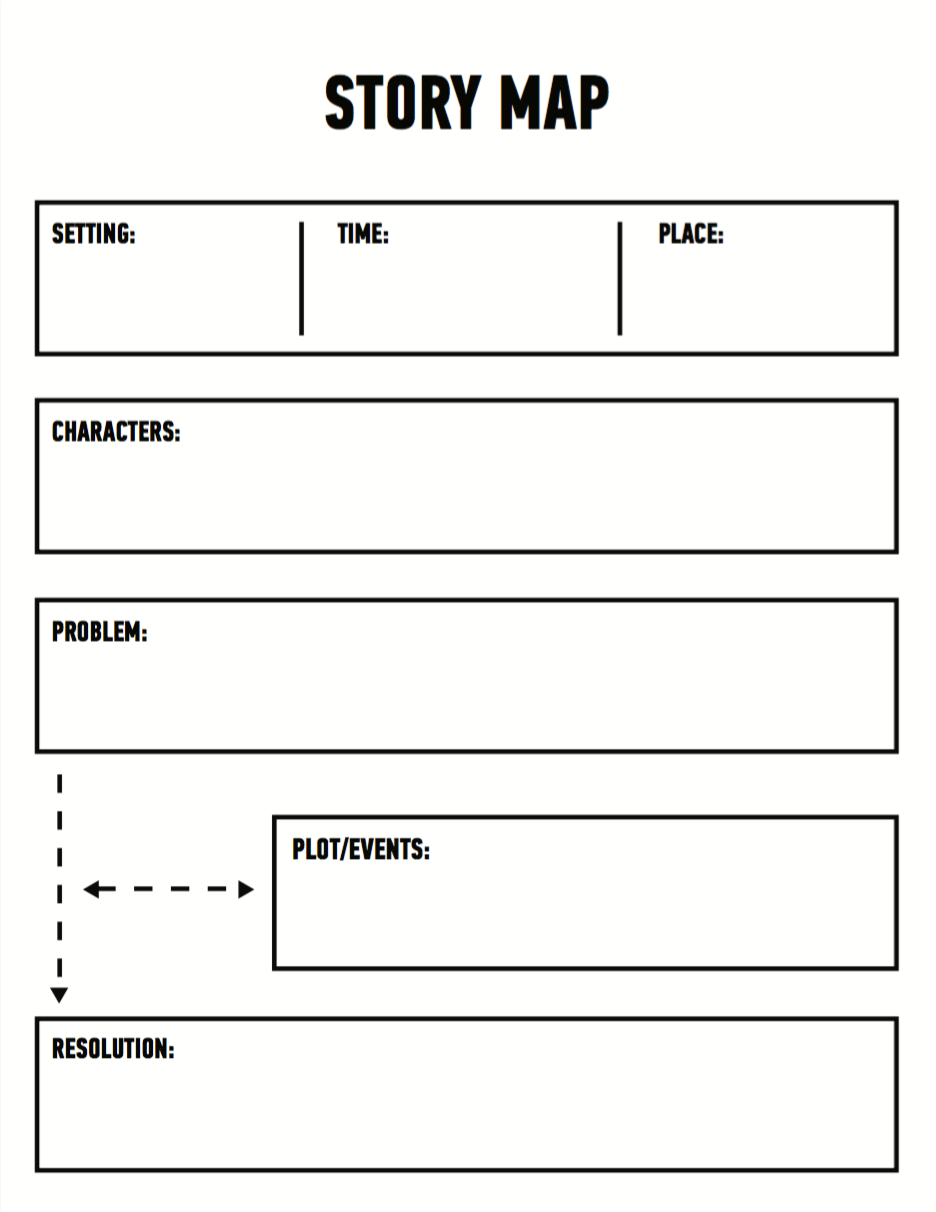 STORY MAP
SETTING: TIME: PLACE:
CHARACTERS:
PROBLEM:
PLOT/EVENTS:
RESOLUTION: